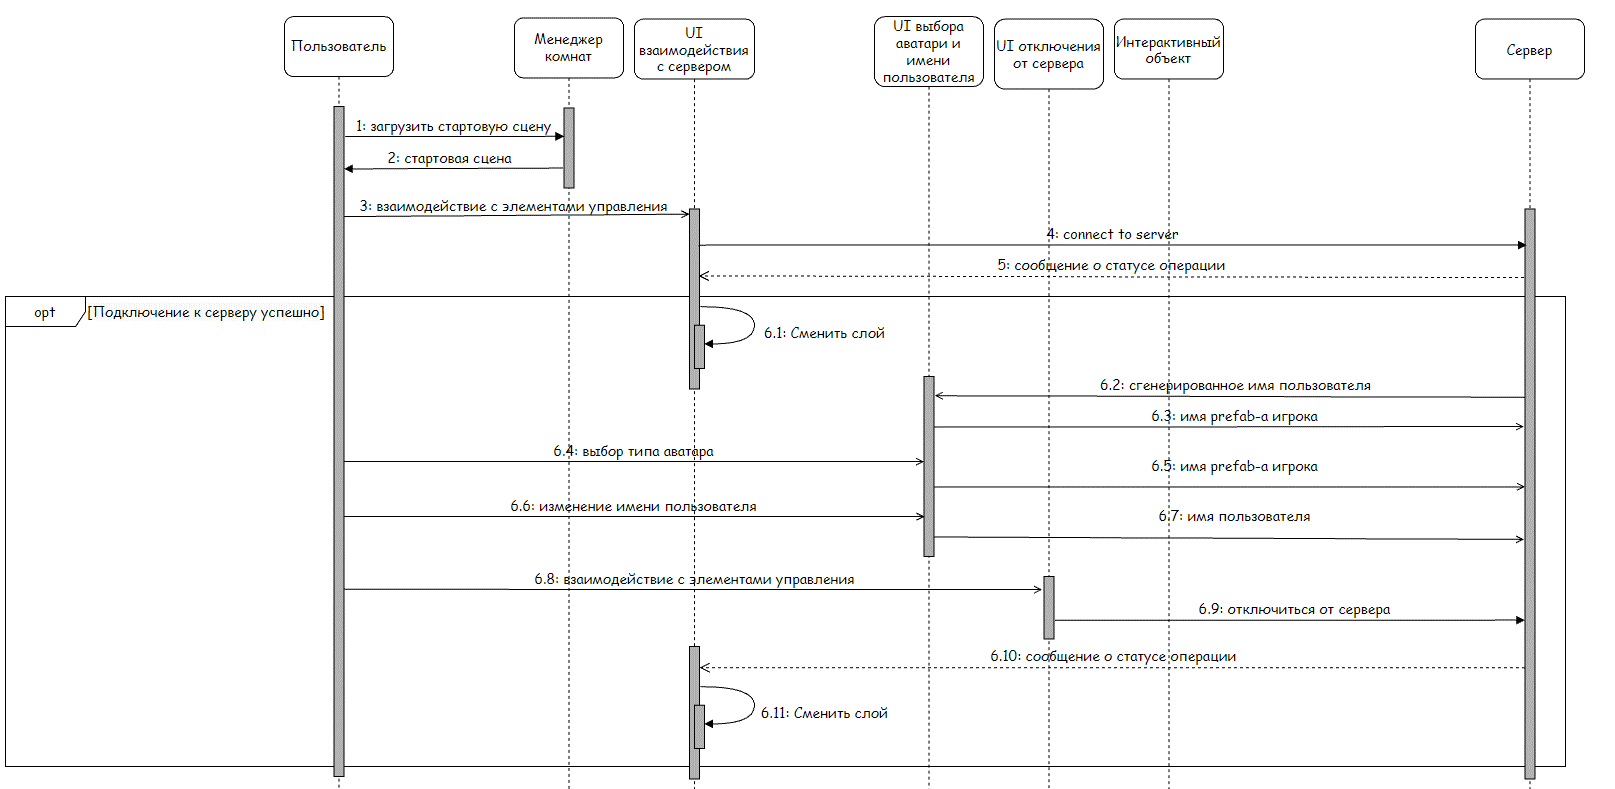 Пользователь
Менеджер
комнат
UI
взаимодействия
с сервером
UI выбора
аватари и
имени
пользователя
UI отключения
от сервера
Интерактивный
объект
Сервер
1: загрузить стартовую сцену
2: стартовая сцена
3: взаимодействие с элементами управления
4: connect to server
5: сообщение о статусе операции
opt [Подключение к серверу успешно]
6.1: Сменить слой
6.2: сгенерированное имя пользователя
6.3: имя prefab-а игрока
6.4: выбор типа аватара
6.5: имя prefab-а игрока
6.6: изменение имени пользователя
6.7: имя пользователя
6.8: взаимодействие с элементами управления
6.9: отключиться от сервера
6.10: сообщение о статусе операции
6.11: Сменить слой